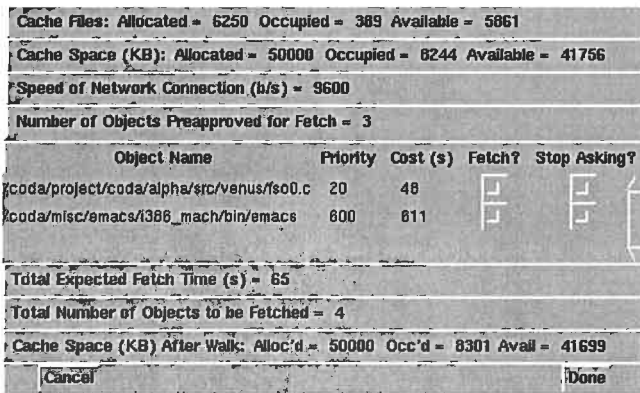 Cache Files: Allocated = 6250 Occupied = 389 Available = 5861
Cache Space (KB): Allocated = 50000 Occupied = 8244 Available = 41756
Speed of Network Connection (b/s) = 9600
Number of Objects Preapproved for Fetch = 3
Object Name Priority Cost (s) Fetch? Stop Asking?
/coda/project/coda/alpha/src/venus/fso0.c 20 48
/coda/misc/emacs/i386_mach/bin/emacs 600 611
Total Expected Fetch Time (s) = 65
Total Number of Objects to be Fetched = 4
Cache Space (KB) After Walk: Alloc'd = 50000 Occ'd = 8301 Avail = 41699
Cancel Done